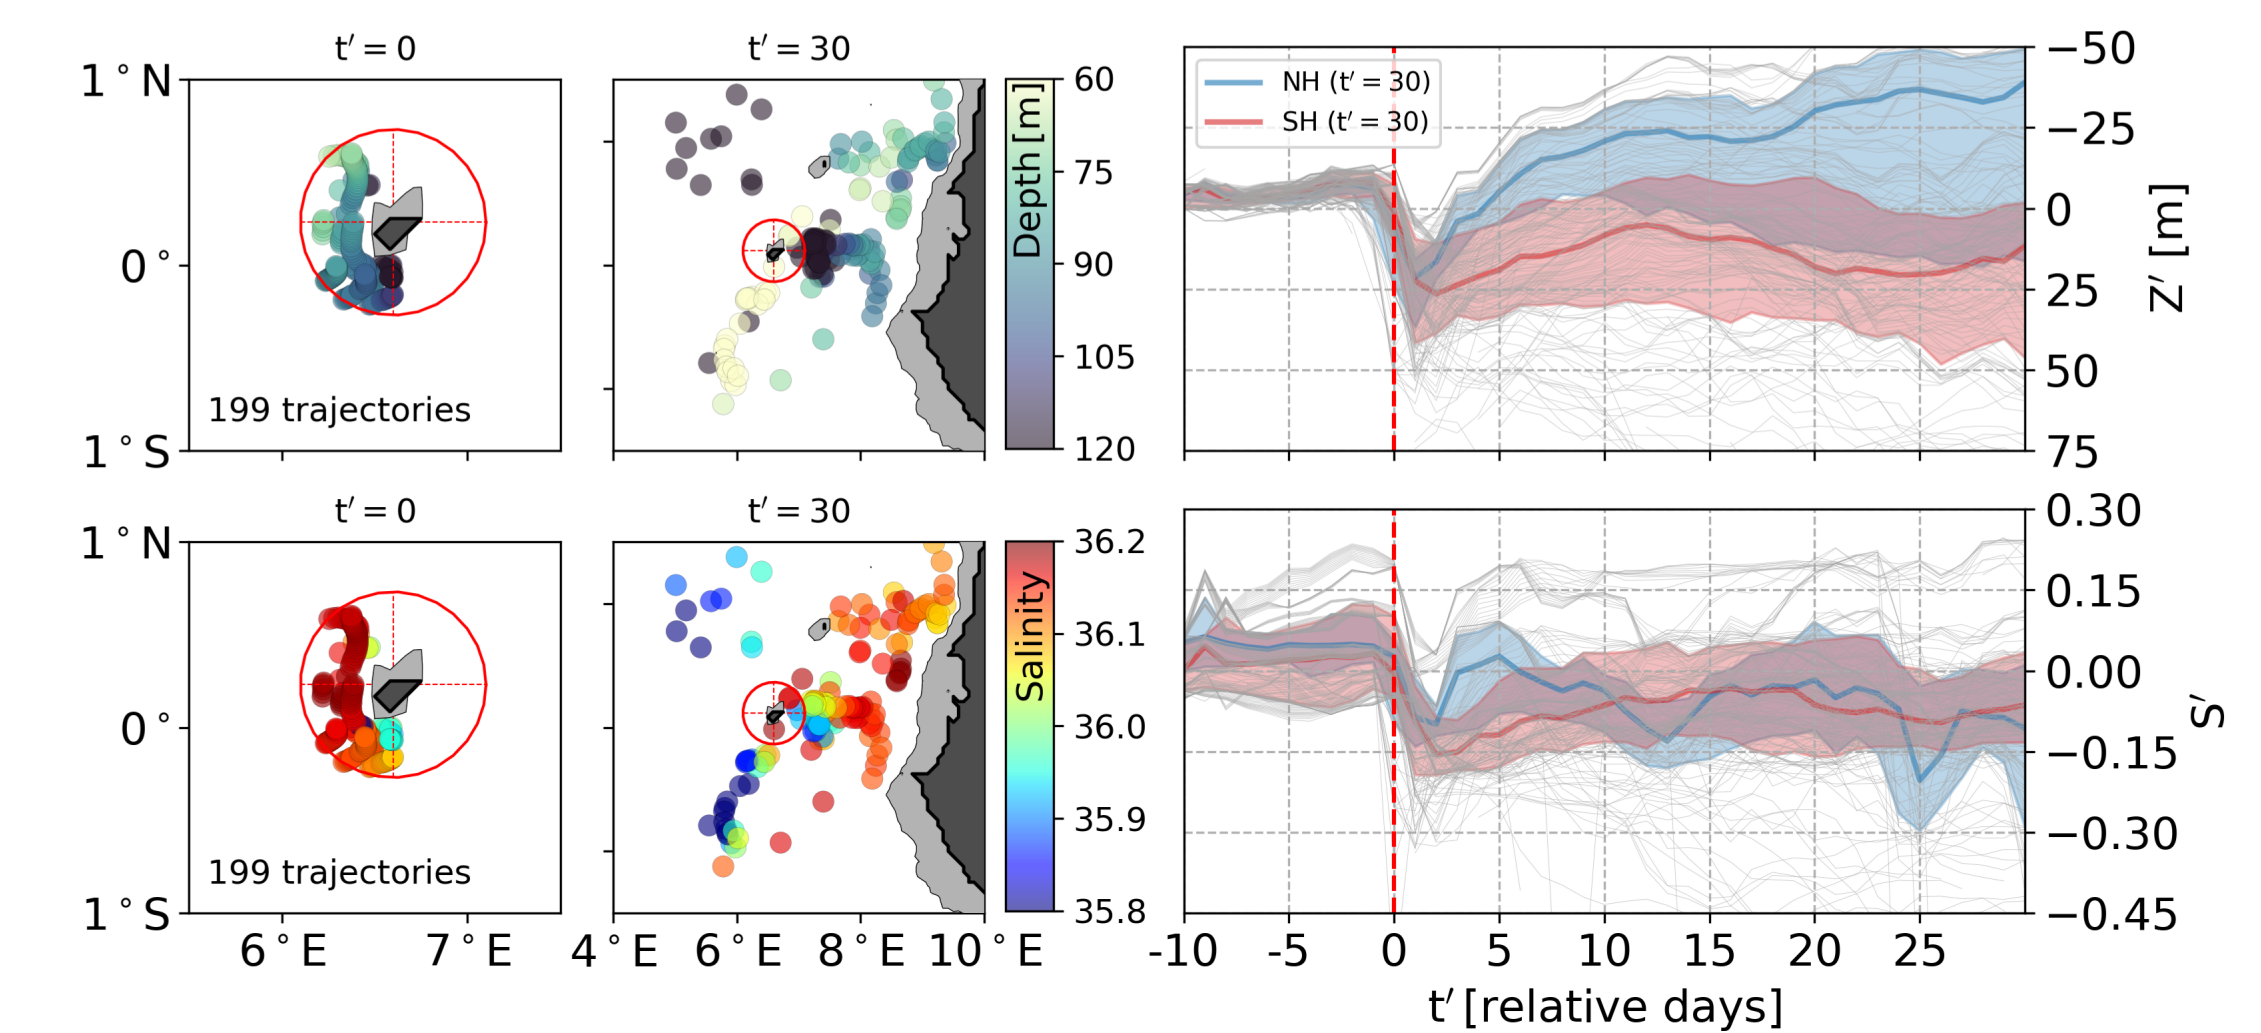 t′ = 0
t′ = 30
1°N
0°
1°S
199 trajectories
Depth [m]
60
75
90
105
120
NH (t′ = 30)
SH (t′ = 30)
−50
−25
0
25
50
75
Z′ [m]
t′ = 0
t′ = 30
1°N
0°
1°S
199 trajectories
6°E
7°E
4°E
6°E
8°E
10°E
Salinity
36.2
36.1
36.0
35.9
35.8
0.30
0.15
0.00
−0.15
−0.30
−0.45
S′
-10
-5
0
5
10
15
20
25
t′ [relative days]